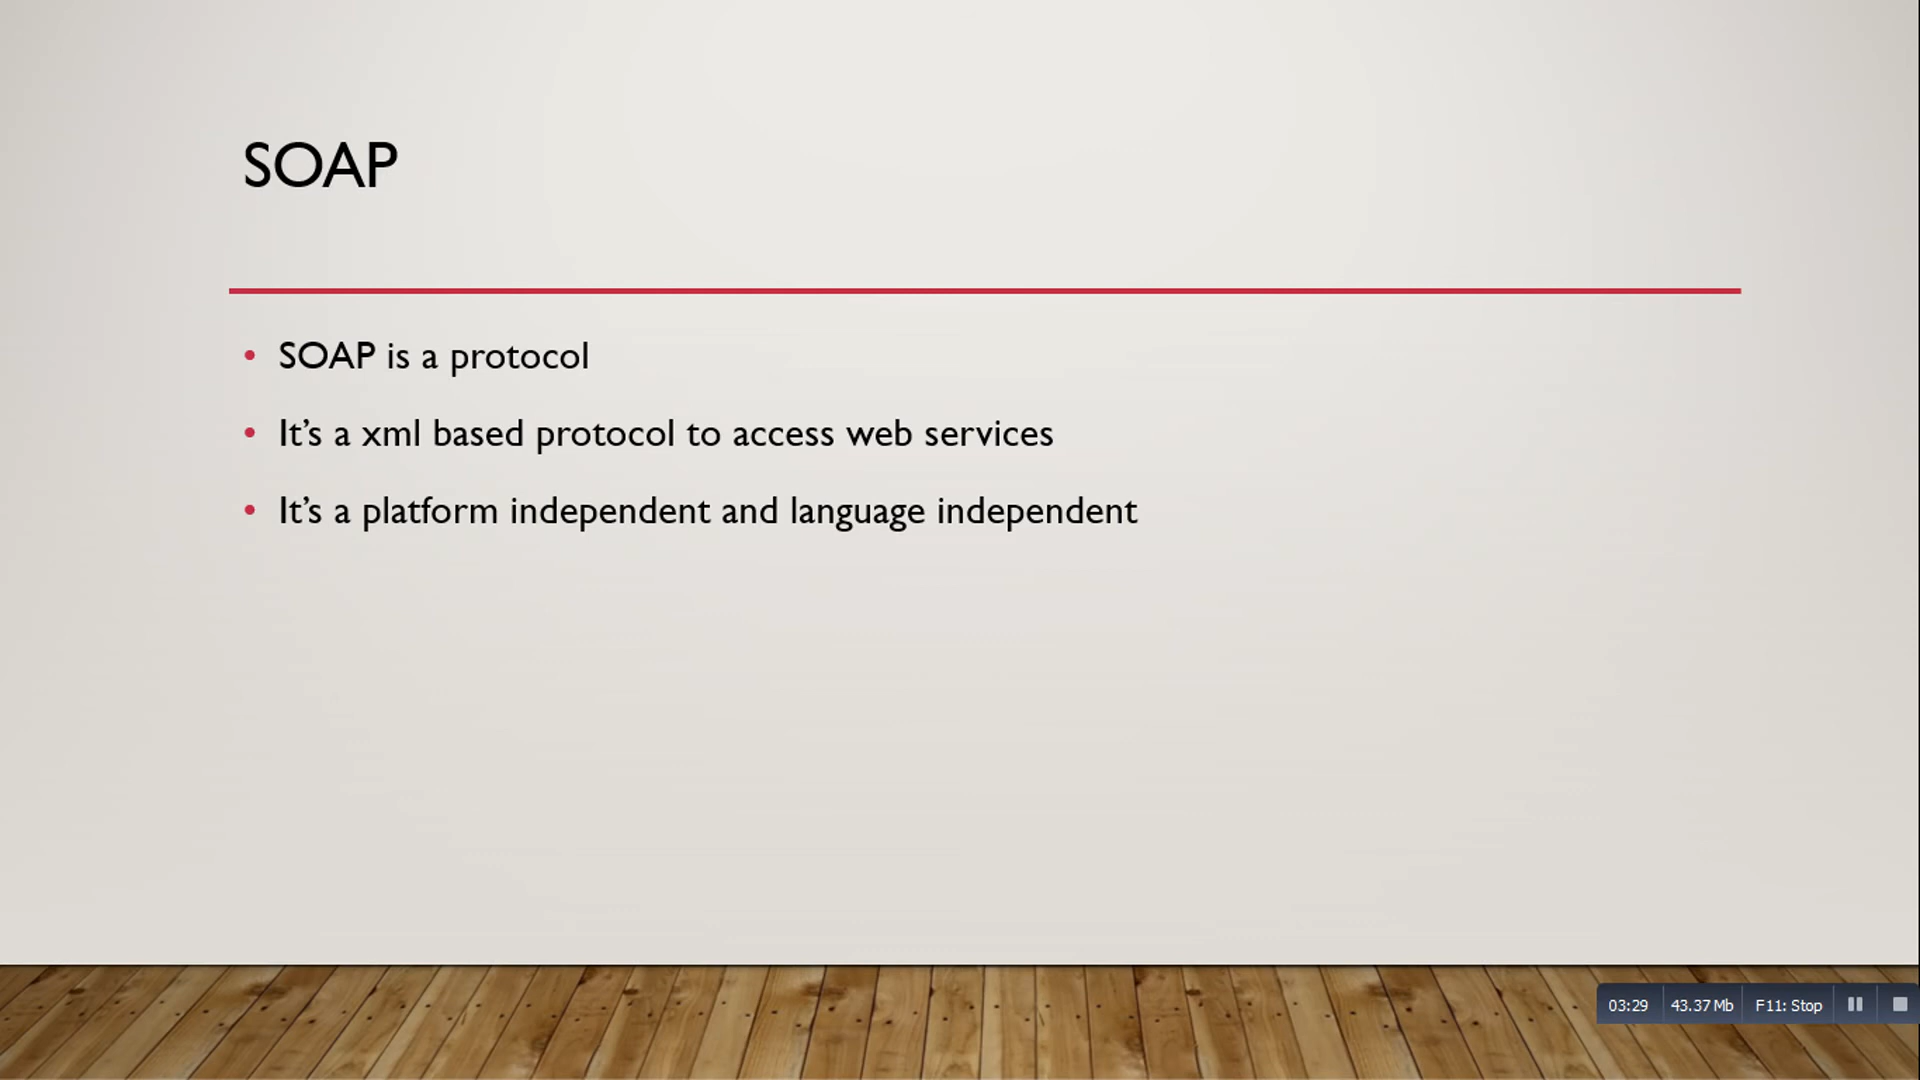 SOAP
• SOAP is a protocol
• It's a xml based protocol to access web services
• It's a platform independent and language independent
03:29 43.37 Mb F11: Stop